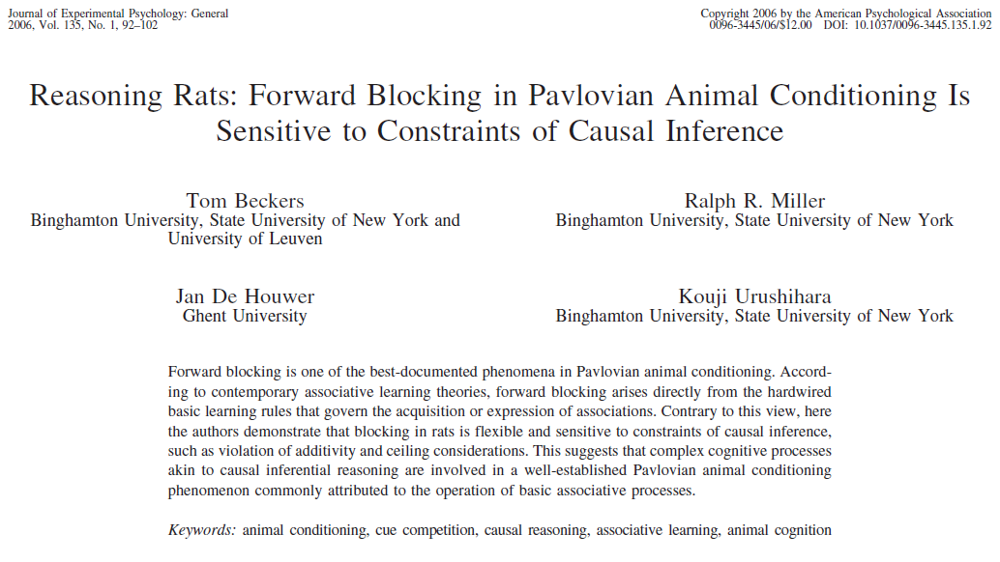 Journal of Experimental Psychology: General
2006, Vol. 135, No. 1, 92–102
Copyright 2006 by the American Psychological Association
0096-3445/06/$12.00 DOI: 10.1037/0096-3445.135.1.92
Reasoning Rats: Forward Blocking in Pavlovian Animal Conditioning Is
Sensitive to Constraints of Causal Inference
Tom Beckers
Binghamton University, State University of New York and
University of Leuven
Ralph R. Miller
Binghamton University, State University of New York
Jan De Houwer
Ghent University
Kouji Urushihara
Binghamton University, State University of New York
Forward blocking is one of the best-documented phenomena in Pavlovian animal conditioning. Accord-
ing to contemporary associative learning theories, forward blocking arises directly from the hardwired
basic learning rules that govern the acquisition or expression of associations. Contrary to this view, here
the authors demonstrate that blocking in rats is flexible and sensitive to constraints of causal inference,
such as violation of additivity and ceiling considerations. This suggests that complex cognitive processes
akin to causal inferential reasoning are involved in a well-established Pavlovian animal conditioning
phenomenon commonly attributed to the operation of basic associative processes.
Keywords: animal conditioning, cue competition, causal reasoning, associative learning, animal cognition